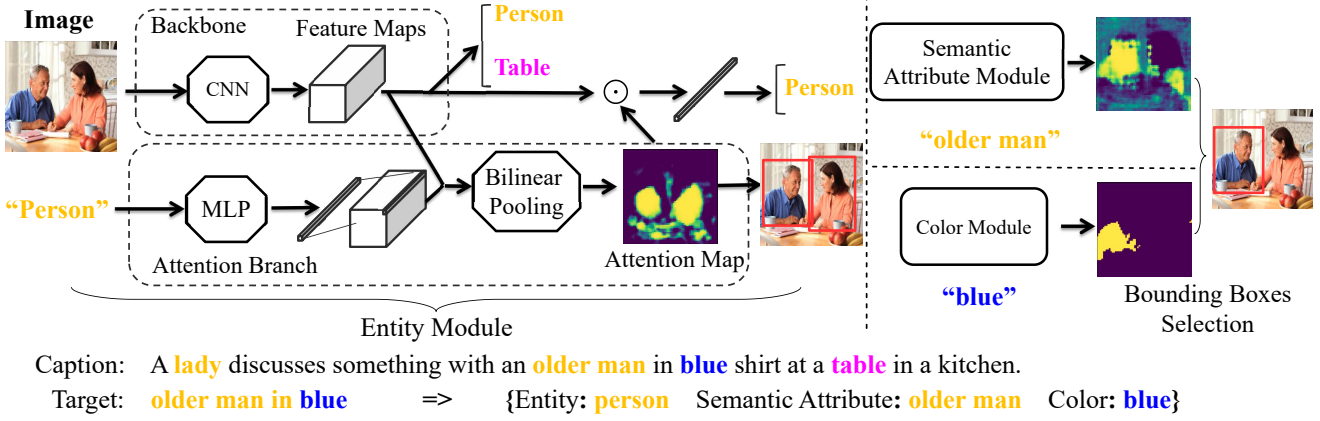 Image
Backbone
Feature Maps
CNN
Person
Table
Person
"Person"
MLP
Bilinear
Pooling
Attention Branch
Attention Map
Entity Module
Semantic
Attribute Module
"older man"
Color Module
"blue"
Bounding Boxes
Selection
Caption: A lady discusses something with an older man in blue shirt at a table in a kitchen.
Target: older man in blue => {Entity: person Semantic Attribute: older man Color: blue}